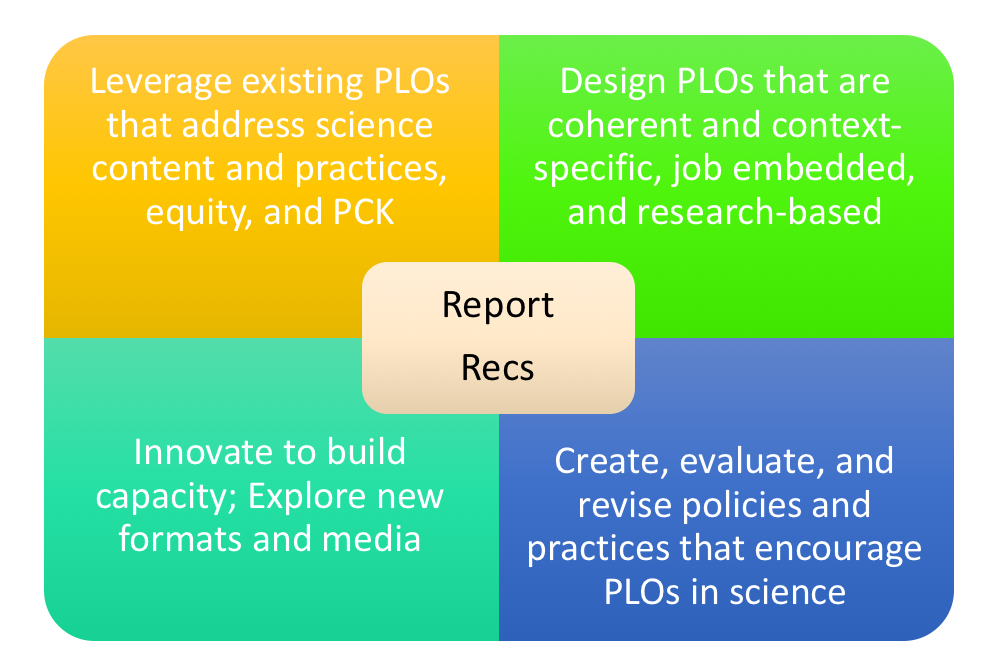 Leverage existing PLOs
that address science
content and practices,
equity, and PCK
Design PLOs that are
coherent and context-
specific, job embedded,
and research-based
Report
Recs
Innovate to build
capacity; Explore new
formats and media
Create, evaluate, and
revise policies and
practices that encourage
PLOs in science